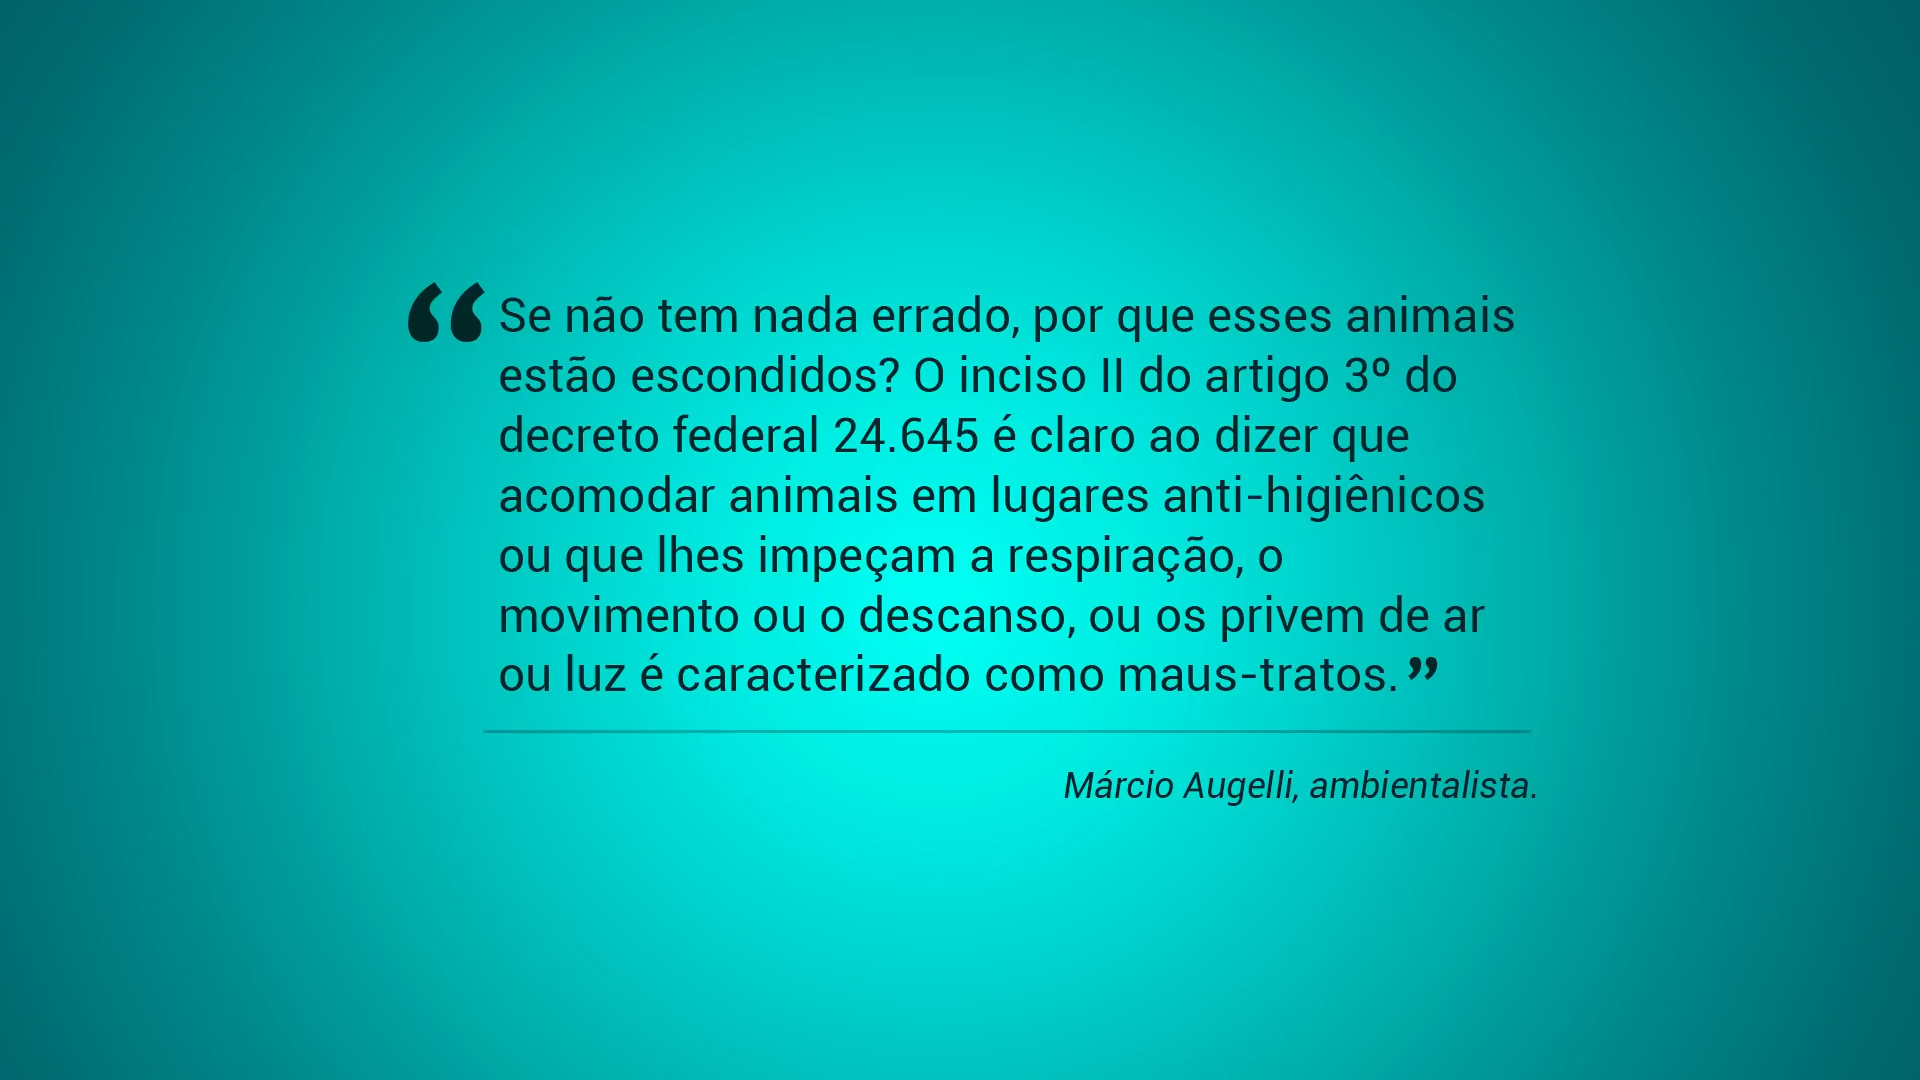 “Se não tem nada errado, por que esses animais
estão escondidos? O inciso II do artigo 3º do
decreto federal 24.645 é claro ao dizer que
acomodar animais em lugares anti-higiênicos
ou que lhes impeçam a respiração, o
movimento ou o descanso, ou os privem de ar
ou luz é caracterizado como maus-tratos.”
Márcio Augelli, ambientalista.